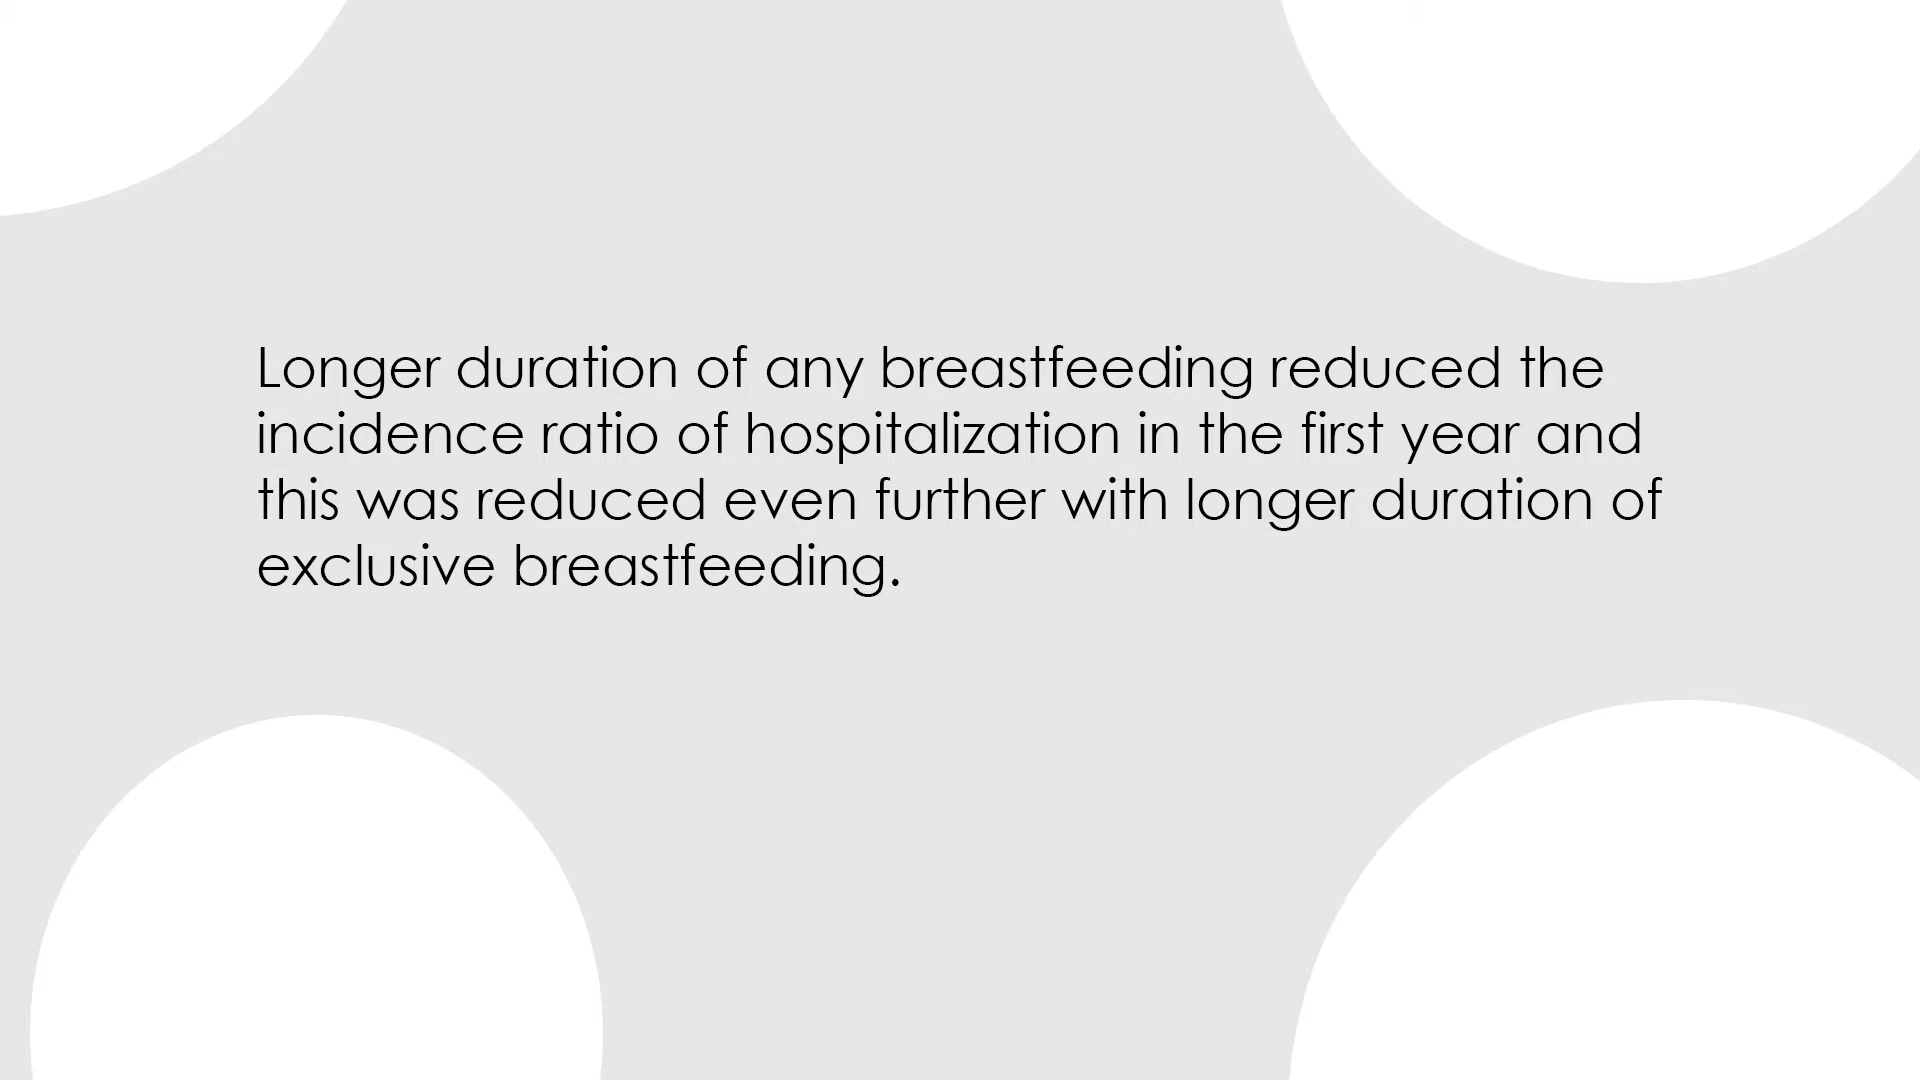 Longer duration of any breastfeeding reduced the
incidence ratio of hospitalization in the first year and
this was reduced even further with longer duration of
exclusive breastfeeding.